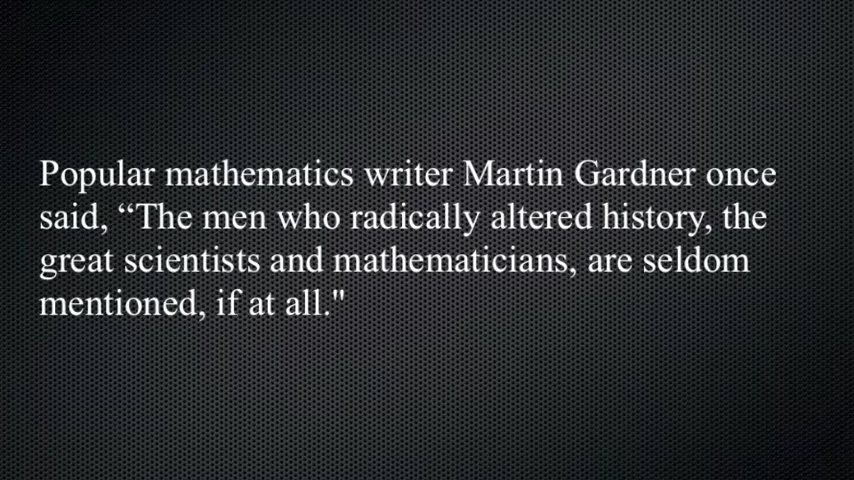 Popular mathematics writer Martin Gardner once
said, “The men who radically altered history, the
great scientists and mathematicians, are seldom
mentioned, if at all."